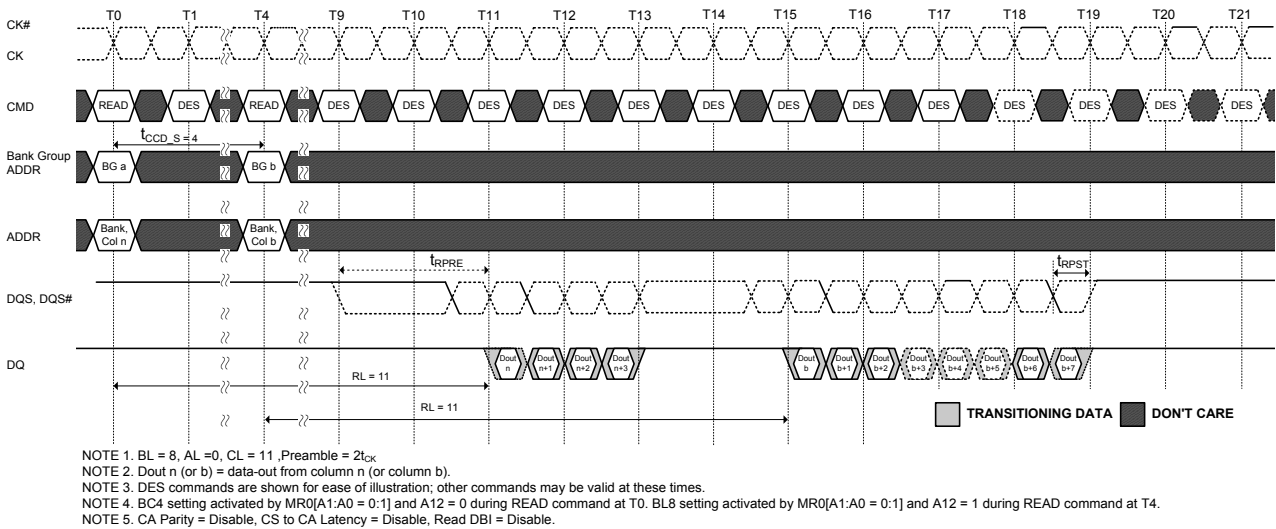 T0 T1 T4 T9 T10 T11 T12 T13 T14 T15 T16 T17 T18 T19 T20 T21
CK#
CK
CMD READ DES READ DES DES DES DES DES DES DES DES DES DES DES DES DES
tCCD_S = 4
Bank Group
ADDR
BG a BG b
ADDR
Bank,
Col n
Bank,
Col b
tRPRE tRPST
DQS, DQS#
DQ
Dout
n
Dout
n+1
Dout
n+2
Dout
n+3
Dout
b
Dout
b+1
Dout
b+2
Dout
b+3
Dout
b+4
Dout
b+5
Dout
b+6
Dout
b+7
RL = 11
RL = 11
TRANSITIONING DATA DON'T CARE
NOTE 1. BL = 8, AL =0, CL = 11 ,Preamble = 2tCK
NOTE 2. Dout n (or b) = data-out from column n (or column b).
NOTE 3. DES commands are shown for ease of illustration; other commands may be valid at these times.
NOTE 4. BC4 setting activated by MR0[A1:A0 = 0:1] and A12 = 0 during READ command at T0. BL8 setting activated by MR0[A1:A0 = 0:1] and A12 = 1 during READ command at T4.
NOTE 5. CA Parity = Disable, CS to CA Latency = Disable, Read DBI = Disable.